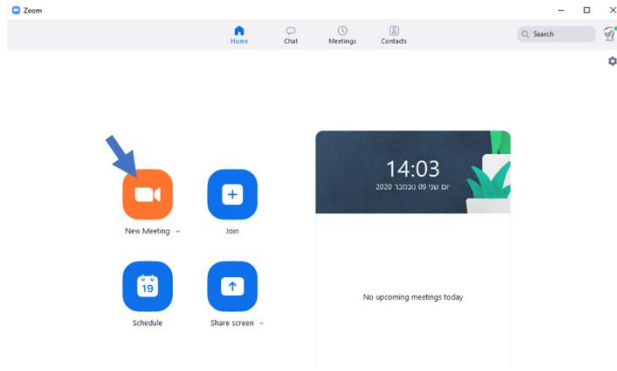 Zoom
Home
Chat
Meetings
Contacts
Search
14:03
יום שני 09 נובמבר 2020
New Meeting
Join
19
Schedule
Share screen
No upcoming meetings today